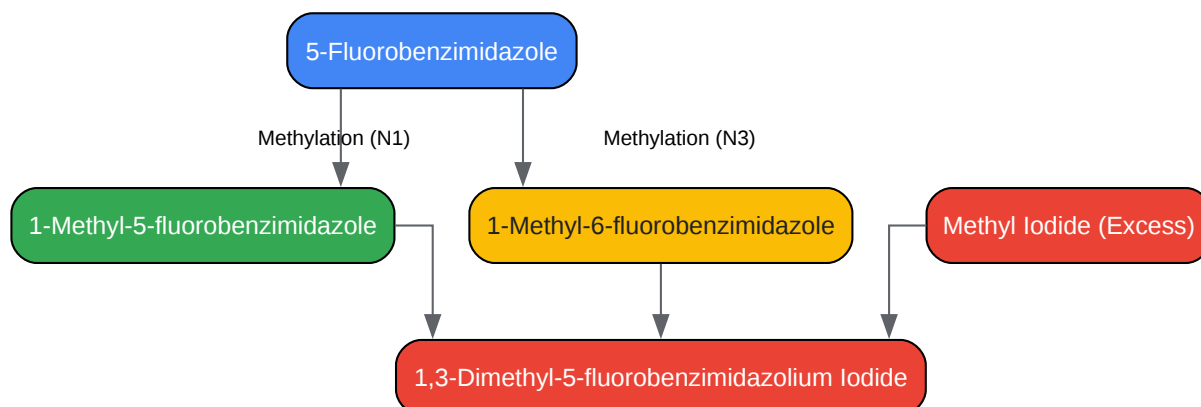 5-Fluorobenzimidazole
Methylation (N1)
Methylation (N3)
1-Methyl-5-fluorobenzimidazole
1-Methyl-6-fluorobenzimidazole
Methyl Iodide (Excess)
1,3-Dimethyl-5-fluorobenzimidazolium Iodide